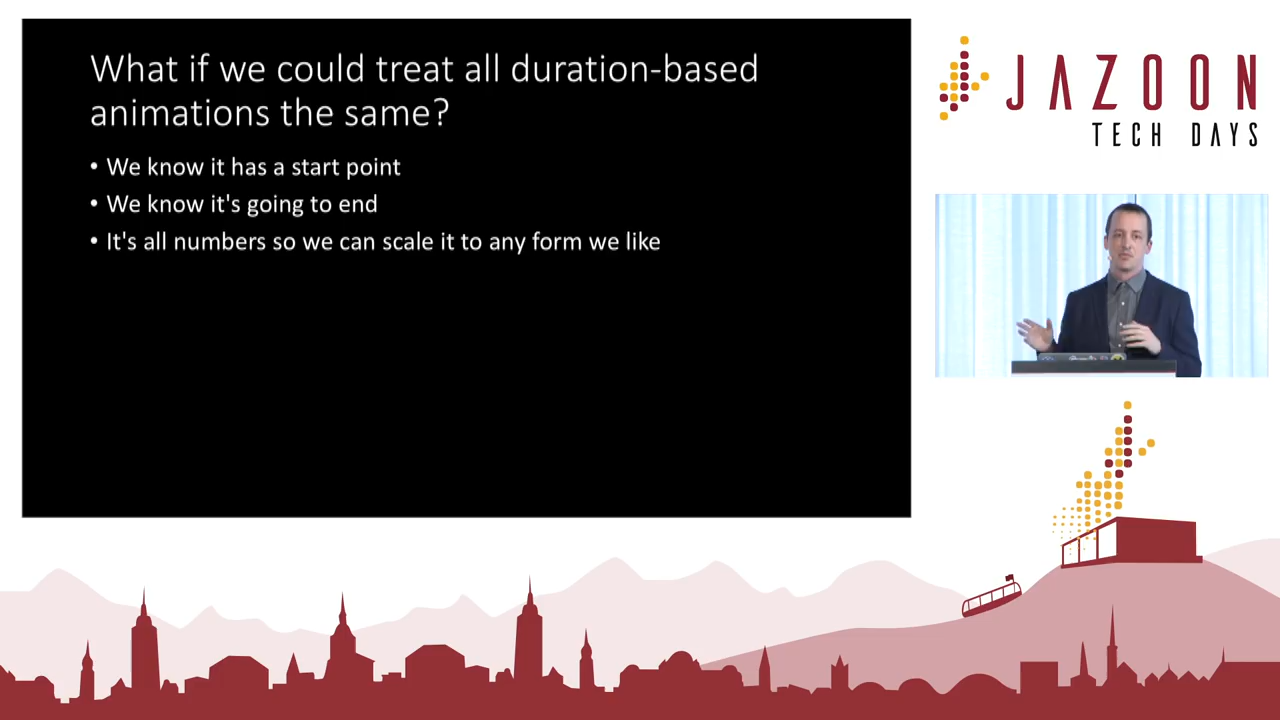 What if we could treat all duration-based
animations the same?
• We know it has a start point
• We know it's going to end
• It's all numbers so we can scale it to any form we like
JAZOON
TECH DAYS